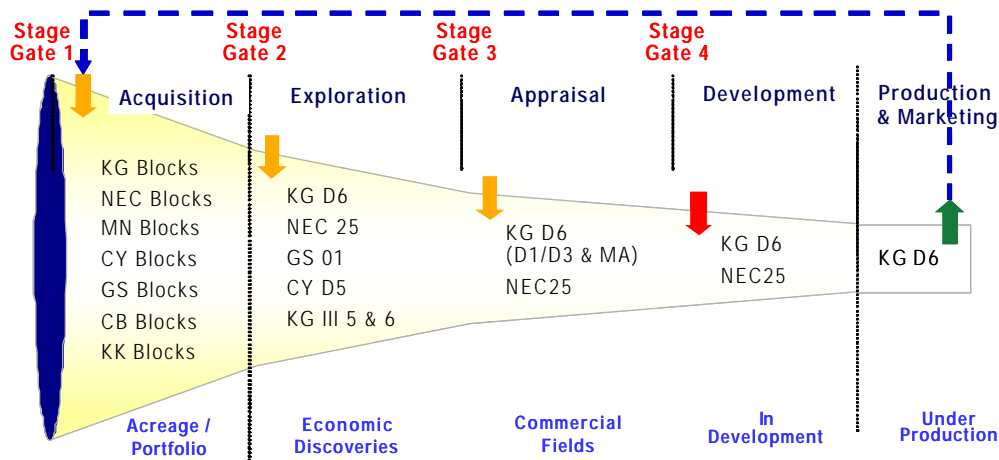 Stage
Gate 1
Stage
Gate 2
Stage
Gate 3
Stage
Gate 4
Acquisition
Exploration
Appraisal
Development
Production
& Marketing
KG Blocks
NEC Blocks
MN Blocks
CY Blocks
GS Blocks
CB Blocks
KK Blocks
KG D6
NEC 25
GS 01
CY D5
KG III 5 & 6
KG D6
(D1/D3 & MA)
NEC25
KG D6
NEC25
KG D6
Acreage /
Portfolio
Economic
Discoveries
Commercial
Fields
In
Development
Under
Production